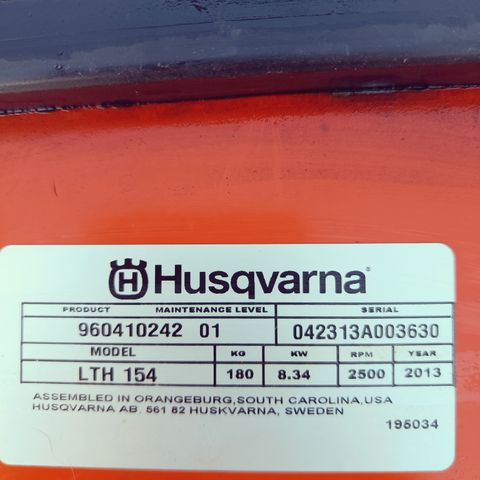 Husqvarna
PRODUCT MAINTENANCE LEVEL SERIAL
960410242 01 042313A003630
MODEL KG KW RPM YEAR
LTH 154 180 8.34 2500 2013
ASSEMBLED IN ORANGEBURG,SOUTH CAROLINA,USA
HUSQVARNA AB. 561 82 HUSKVARNA, SWEDEN
195034